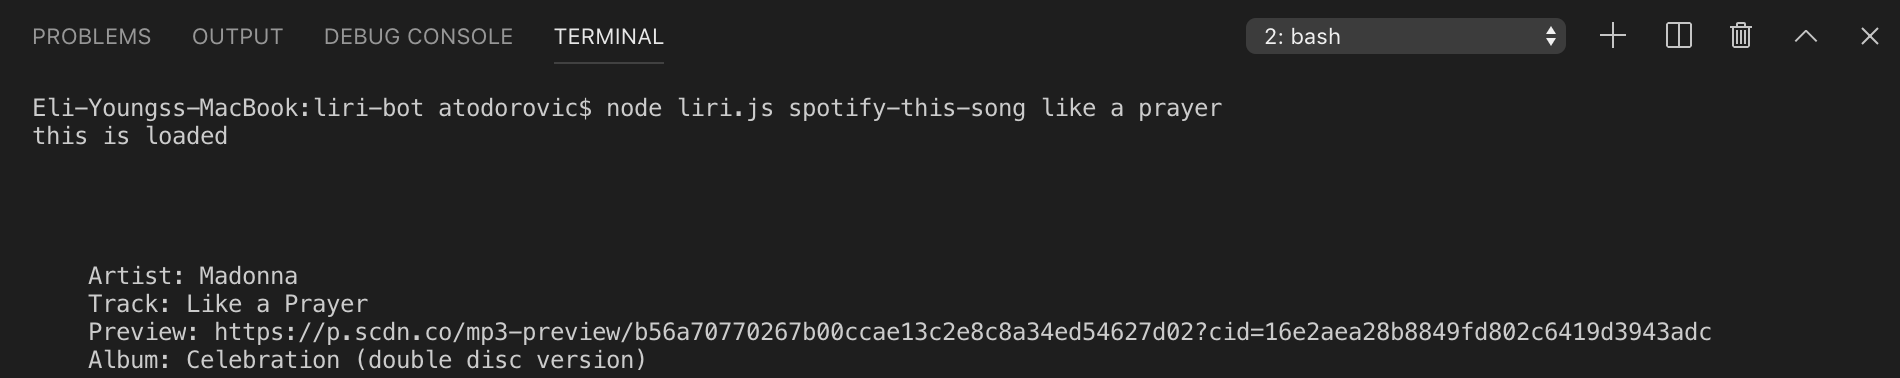 PROBLEMS OUTPUT DEBUG CONSOLE TERMINAL 2: bash
Eli-Youngss-MacBook:liri-bot atodorovic$ node liri.js spotify-this-song like a prayer
this is loaded
Artist: Madonna
Track: Like a Prayer
Preview: https://p.scdn.co/mp3-preview/b56a70770267b00ccae13c2e8c8a34ed54627d02?cid=16e2aea28b8849fd802c6419d3943adc
Album: Celebration (double disc version)